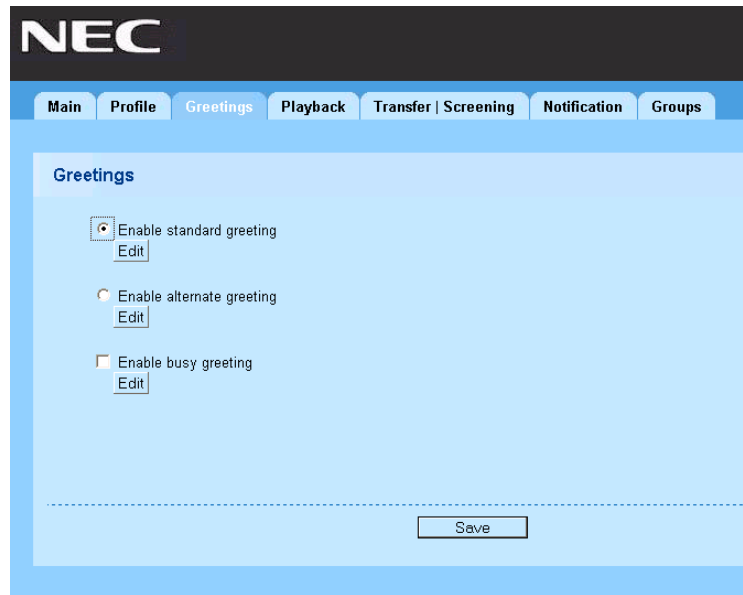 NEC
Main Profile Greetings Playback Transfer | Screening Notification Groups
Greetings
Enable standard greeting
Edit
Enable alternate greeting
Edit
Enable busy greeting
Edit
Save